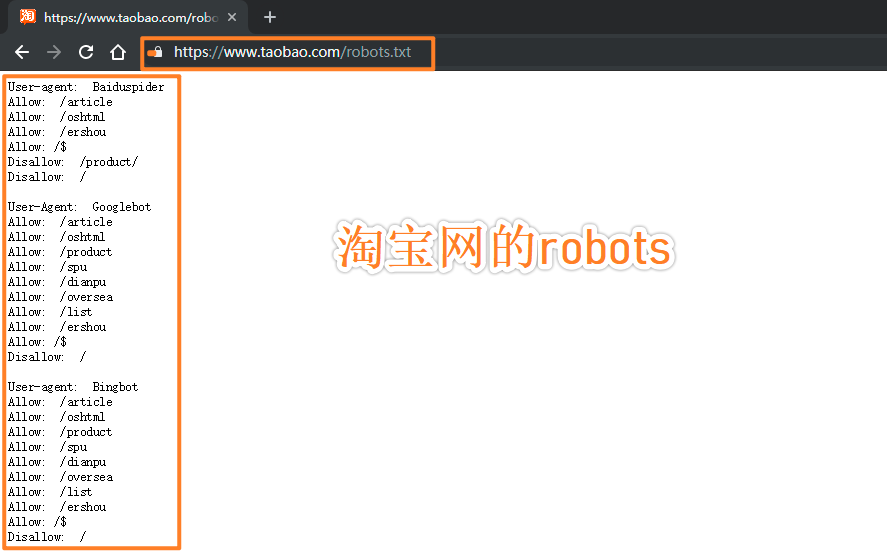 https://www.taobao.com/robo
https://www.taobao.com/robots.txt
User-agent:  Baiduspider
Allow:  /article
Allow:  /oshtml
Allow:  /ershou
Allow: /$
Disallow:  /product/
Disallow:  /
User-Agent:  Googlebot
Allow:  /article
Allow:  /oshtml
Allow:  /product
Allow:  /spu
Allow:  /dianpu
Allow:  /oversea
Allow:  /list
Allow:  /ershou
Allow: /$
Disallow:  /
User-agent:  Bingbot
Allow:  /article
Allow:  /oshtml
Allow:  /product
Allow:  /spu
Allow:  /dianpu
Allow:  /oversea
Allow:  /list
Allow:  /ershou
Allow: /$
Disallow:  /
淘宝网的robots